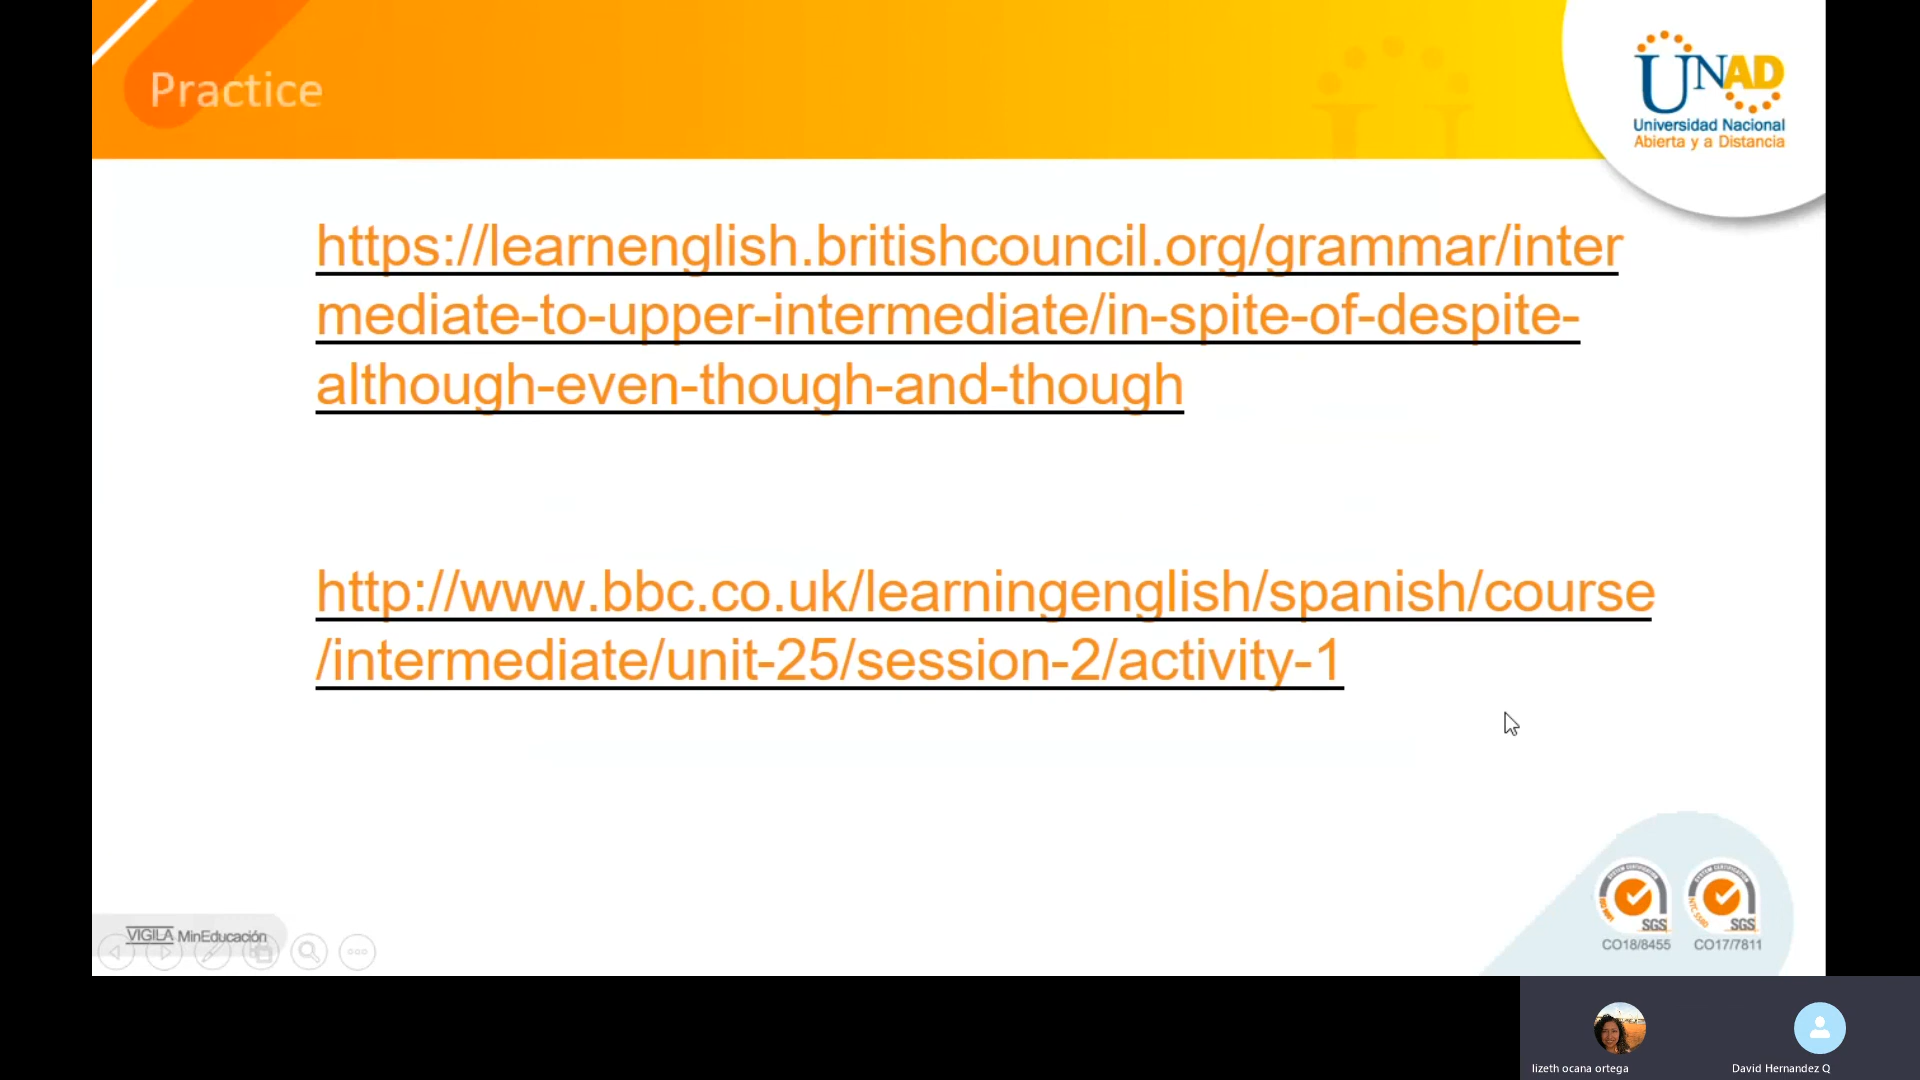 Practice
UNAD
Universidad Nacional
Abierta y a Distancia
https://learnenglish.britishcouncil.org/grammar/inter
mediate-to-upper-intermediate/in-spite-of-despite-
although-even-though-and-though
http://www.bbc.co.uk/learningenglish/spanish/course
/intermediate/unit-25/session-2/activity-1
VIGILA MinEducación
SGS SGS
CO18/8455 CO17/7811
lizeth ocana ortega
David Hernandez Q